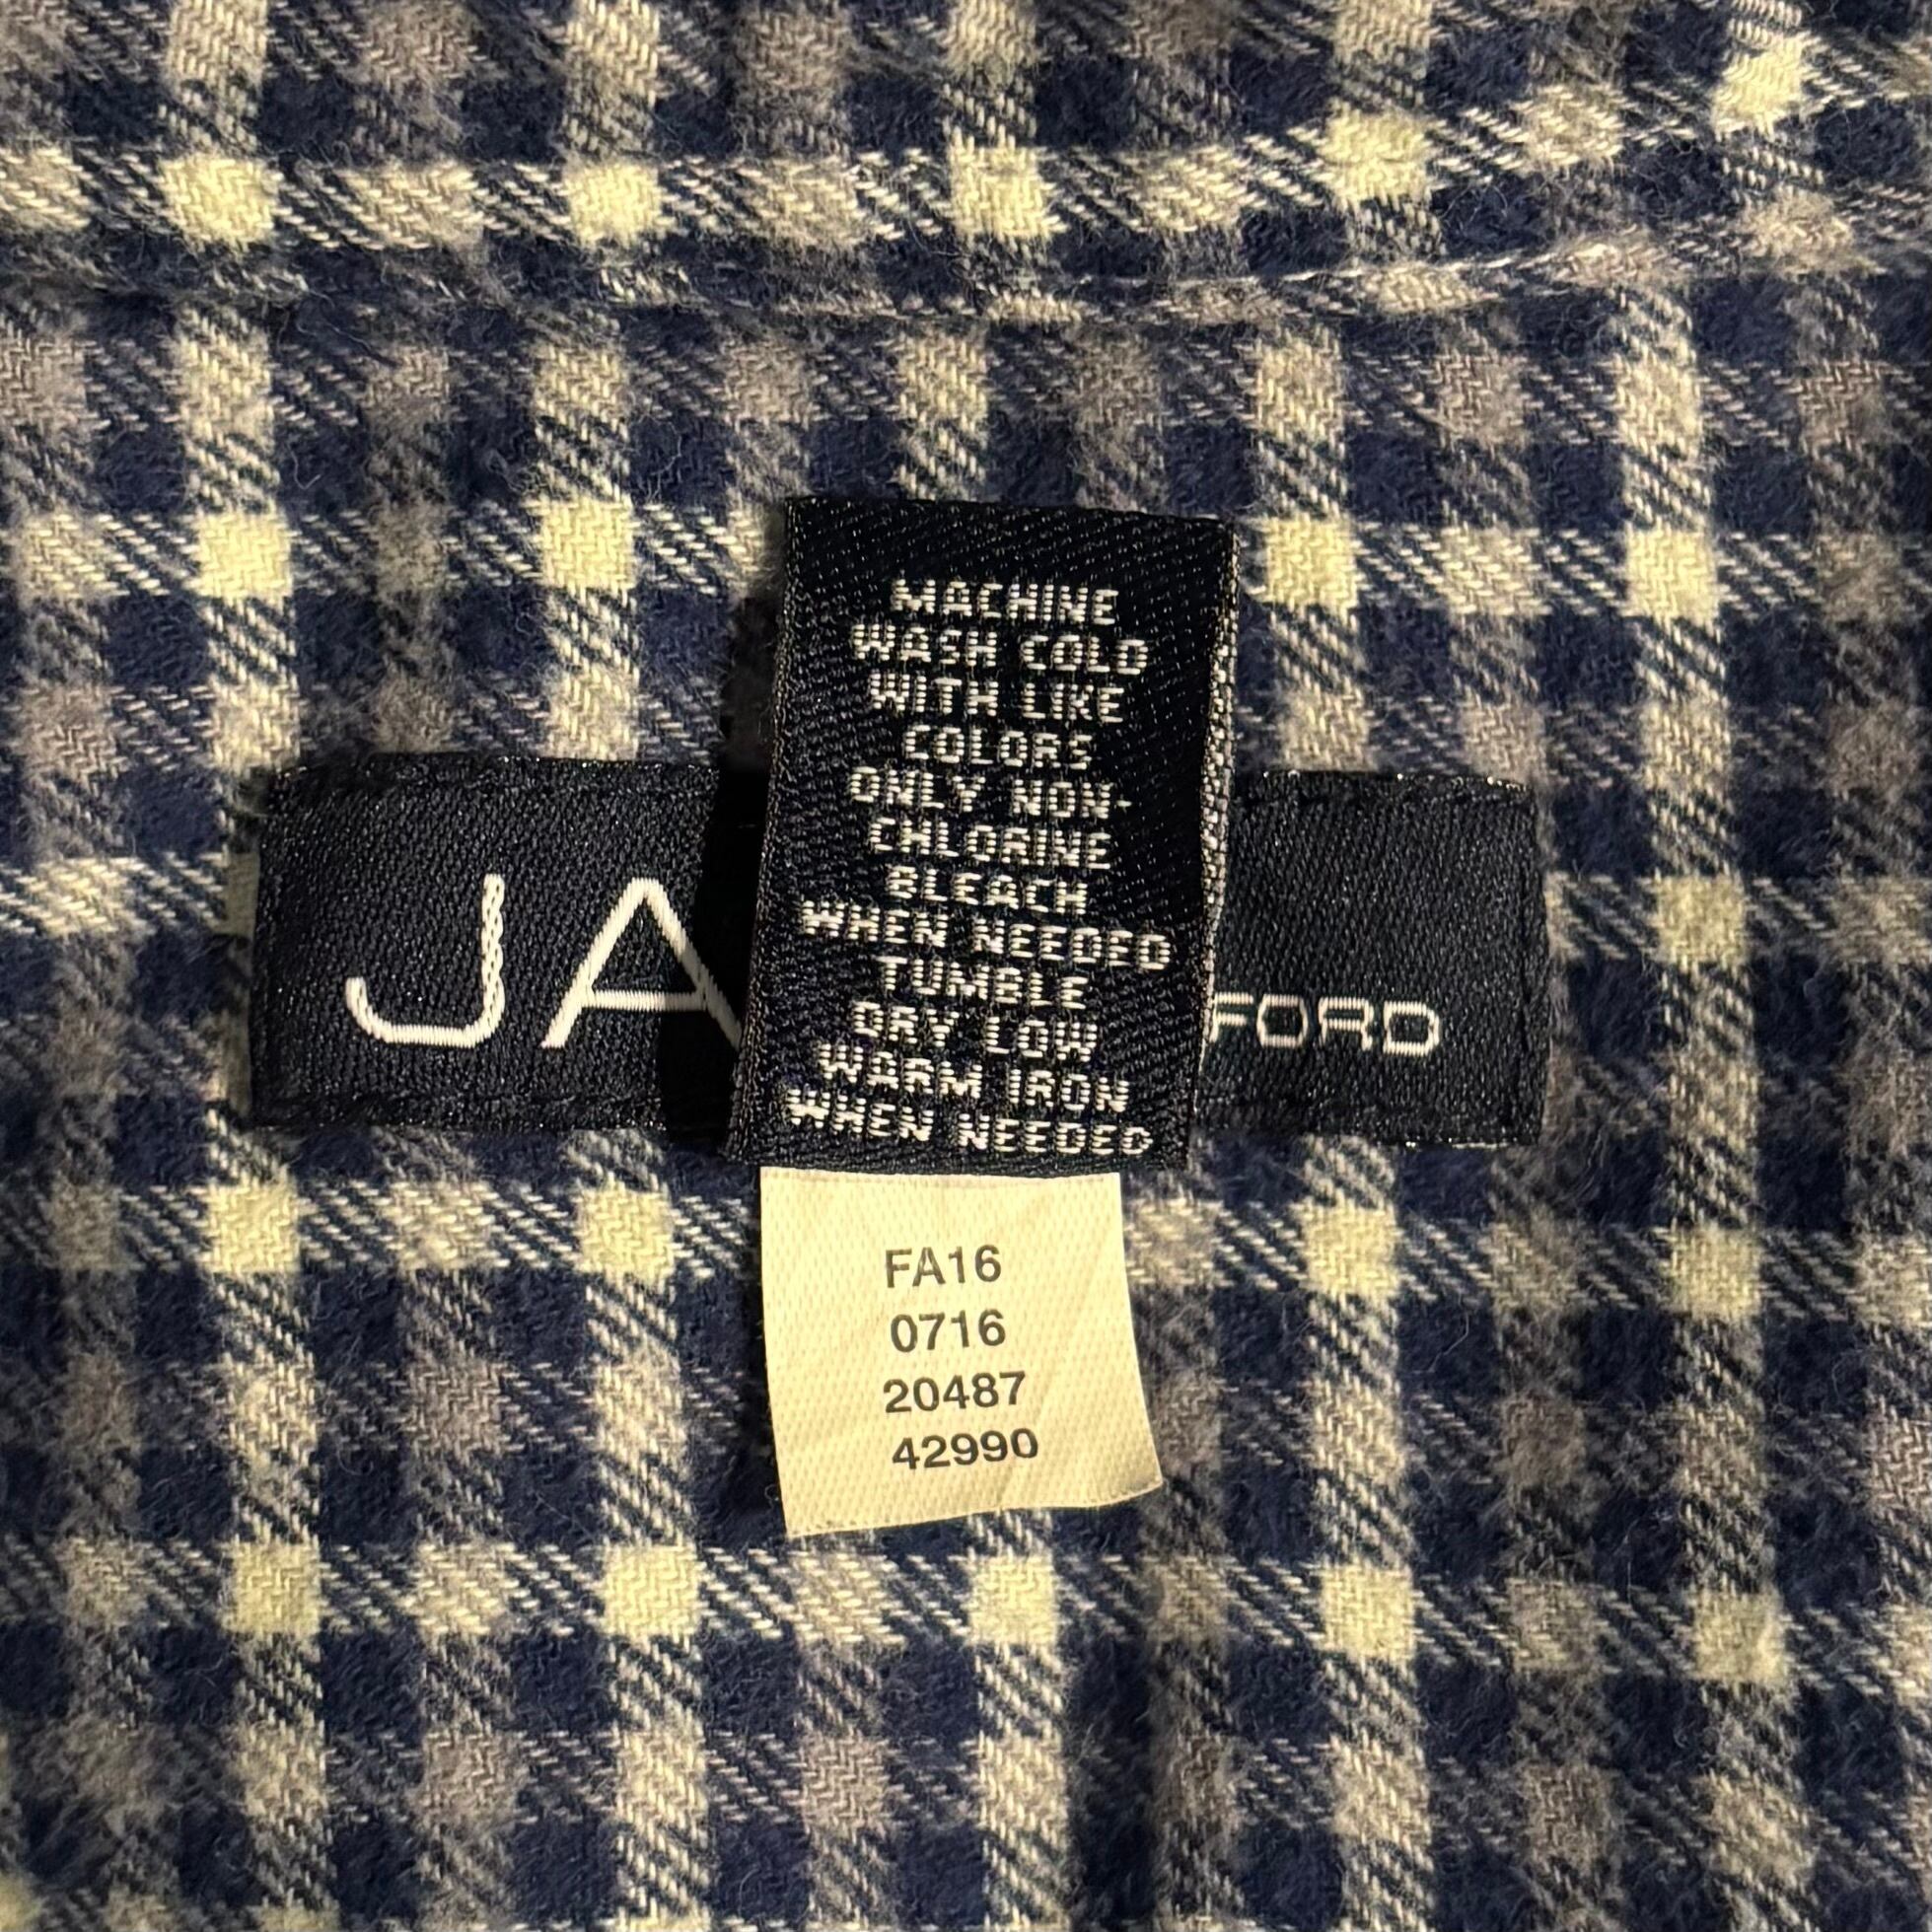 MACHINE
WASH COLD
WITH LIKE
COLORS
ONLY NON-
CHLORINE
BLEACH
WHEN NEEDED
TUMBLE
DRY LOW
WARM IRON
WHEN NEEDED
JA FORD
FA16
0716
20487
42990